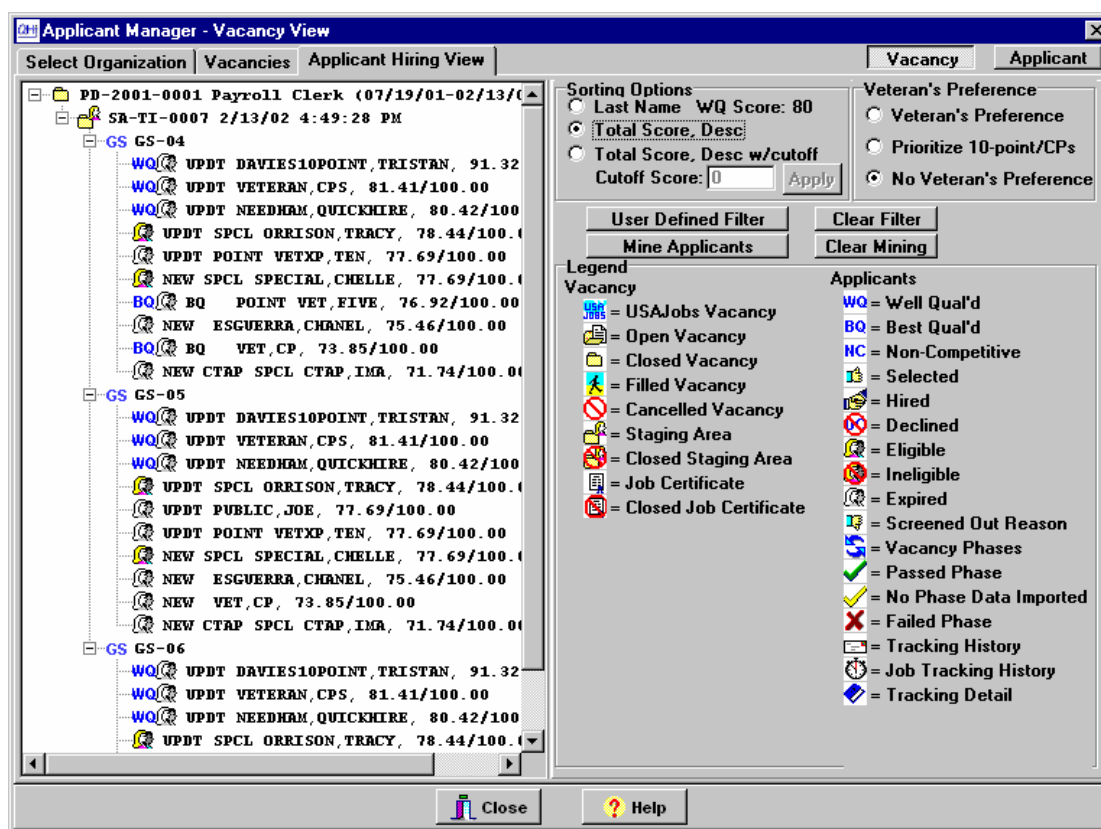 QHI Applicant Manager - Vacancy View
Select Organization Vacancies Applicant Hiring View Vacancy Applicant
PD-2001-0001 Payroll Clerk (07/19/01-02/13/0
SA-TI-0007 2/13/02 4:49:28 PM
GS GS-04
WQ UPDT DAVIES10POINT,TRISTAN, 91.32
WQ UPDT VETERAN,CPS, 81.41/100.00
WQ UPDT NEEDHAM,QUICKHIRE, 80.42/100
UPDT SPCL ORRISON,TRACY, 78.44/100.0
UPDT POINT VETXP,TEN, 77.69/100.00
NEW SPCL SPECIAL,CHELLE, 77.69/100.0
BQ BQ POINT VET,FIVE, 76.92/100.00
NEW ESGUERRA,CHANEL, 75.46/100.00
BQ BQ VET,CP, 73.85/100.00
NEW CTAP SPCL CTAP,IMA, 71.74/100.00
GS GS-05
WQ UPDT DAVIES10POINT,TRISTAN, 91.32
WQ UPDT VETERAN,CPS, 81.41/100.00
WQ UPDT NEEDHAM,QUICKHIRE, 80.42/100
UPDT SPCL ORRISON,TRACY, 78.44/100.0
UPDT PUBLIC,JOE, 77.69/100.00
UPDT POINT VETXP,TEN, 77.69/100.00
NEW SPCL SPECIAL,CHELLE, 77.69/100.0
NEW ESGUERRA,CHANEL, 75.46/100.00
NEW VET,CP, 73.85/100.00
NEW CTAP SPCL CTAP,IMA, 71.74/100.00
GS GS-06
WQ UPDT DAVIES10POINT,TRISTAN, 91.32
WQ UPDT VETERAN,CPS, 81.41/100.00
WQ UPDT NEEDHAM,QUICKHIRE, 80.42/100
UPDT SPCL ORRISON,TRACY, 78.44/100.0
Sorting Options
Last Name WQ Score: 80
Total Score, Desc
Total Score, Desc w/cutoff
Cutoff Score: 0 Apply
Veteran's Preference
Veteran's Preference
Prioritize 10-point/CPs
No Veteran's Preference
User Defined Filter Clear Filter
Mine Applicants Clear Mining
Legend
Vacancy
USA JOBS = USAJobs Vacancy
= Open Vacancy
= Closed Vacancy
= Filled Vacancy
= Cancelled Vacancy
= Staging Area
= Closed Staging Area
= Job Certificate
= Closed Job Certificate
Applicants
WQ = Well Qual'd
BQ = Best Qual'd
NC = Non-Competitive
= Selected
= Hired
= Declined
= Eligible
= Ineligible
= Expired
= Screened Out Reason
= Vacancy Phases
= Passed Phase
= No Phase Data Imported
= Failed Phase
= Tracking History
= Job Tracking History
= Tracking Detail
Close ? Help